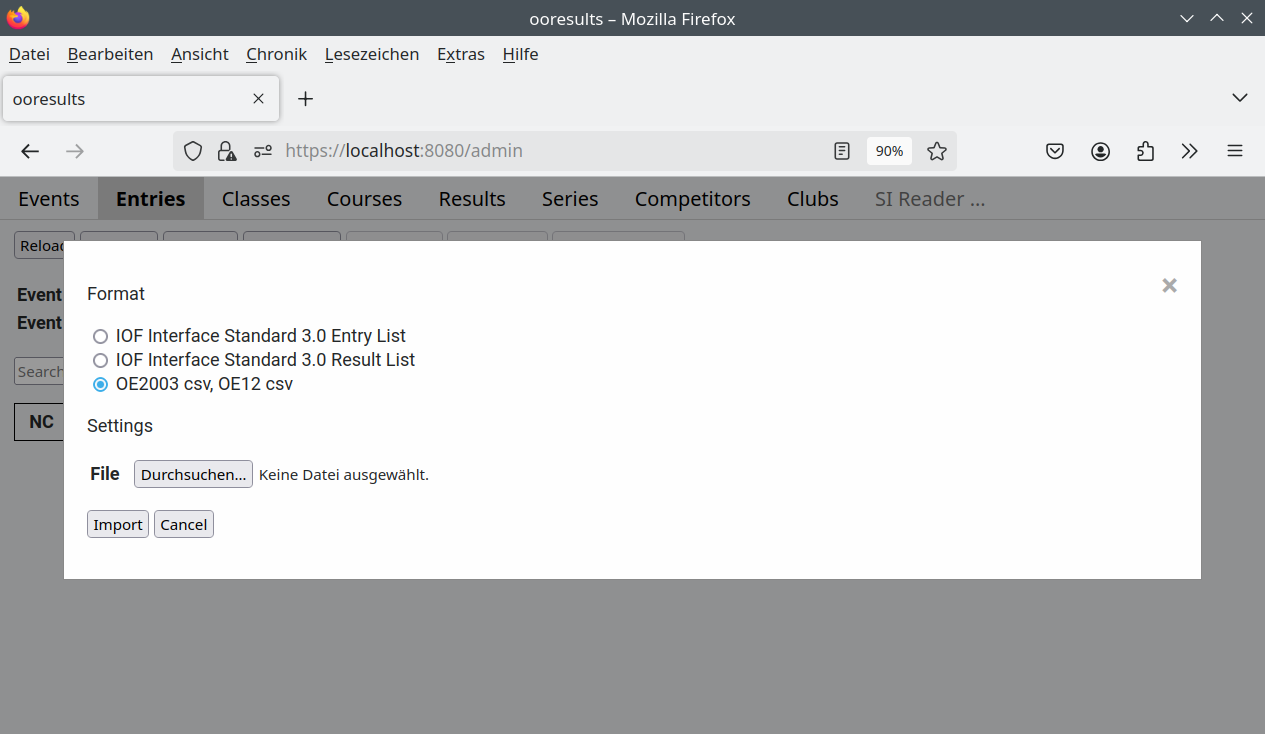 ooresults – Mozilla Firefox
Datei Bearbeiten Ansicht Chronik Lesezeichen Extras Hilfe
ooresults
https://localhost:8080/admin 90%
Events Entries Classes Courses Results Series Competitors Clubs SI Reader ...
Format
Event
Event
IOF Interface Standard 3.0 Entry List
IOF Interface Standard 3.0 Result List
Search
OE2003 csv, OE12 csv
NC
Settings
File Durchsuchen... Keine Datei ausgewählt.
Import Cancel